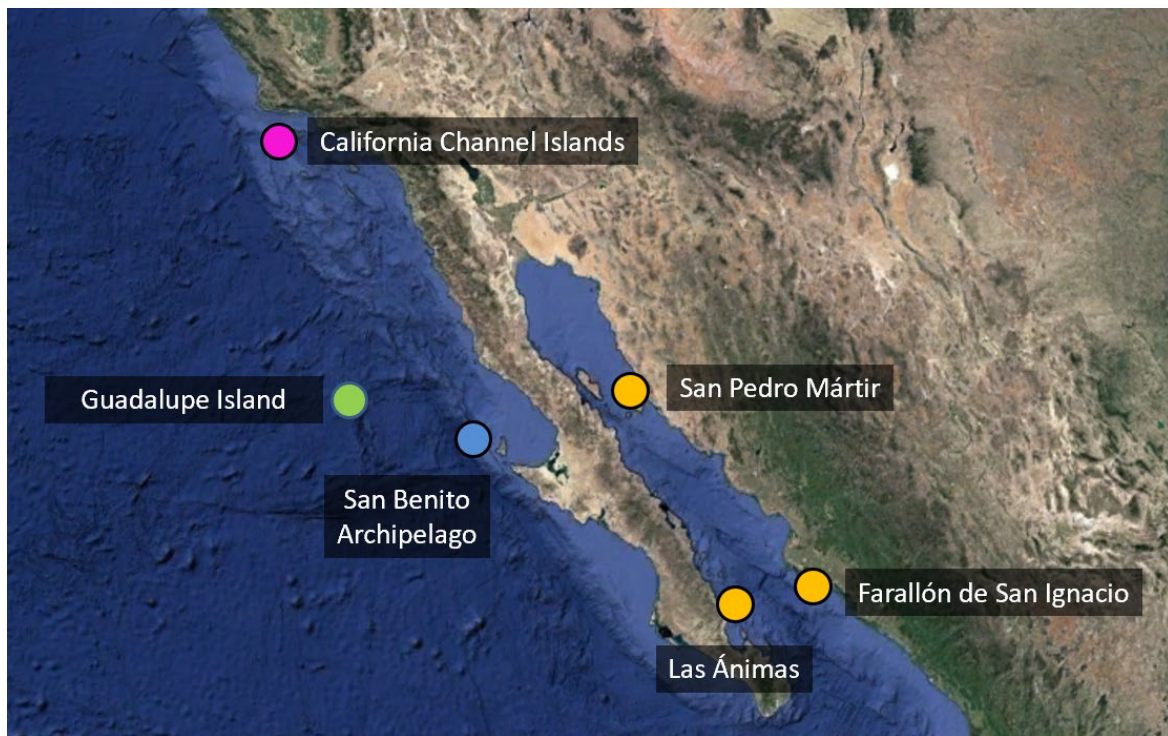 California Channel Islands
Guadalupe Island
San Pedro Mártir
San Benito
Archipelago
Farallón de San Ignacio
Las Ánimas